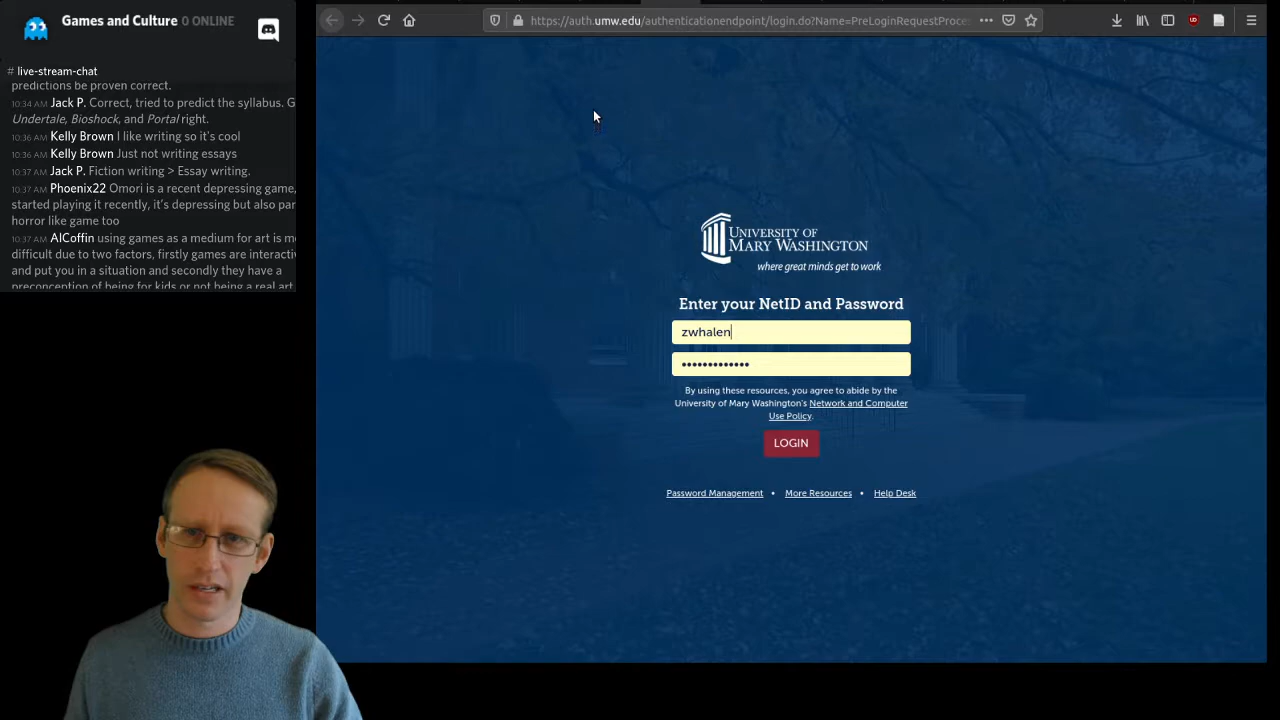 Games and Culture 0 ONLINE
# live-stream-chat
predictions be proven correct.
10:34 AM Jack P. Correct, tried to predict the syllabus. G
Undertale, Bioshock, and Portal right.
10:36 AM Kelly Brown I like writing so it's cool
10:36 AM Kelly Brown Just not writing essays
10:37 AM Jack P. Fiction writing > Essay writing.
10:37 AM Phoenix22 Omori is a recent depressing game,
started playing it recently, it's depressing but also par
horror like game too
10:37 AM AlCoffin using games as a medium for art is m
difficult due to two factors, firstly games are interacti
and put you in a situation and secondly they have a
preconception of being for kids or not being a real art
https://auth.umw.edu/authenticationendpoint/login.do?Name=PreLoginRequestProce
UNIVERSITY OF
MARY WASHINGTON
where great minds get to work
Enter your NetID and Password
zwhalen
•••••••••••••
By using these resources, you agree to abide by the
University of Mary Washington's Network and Computer
Use Policy.
LOGIN
Password Management • More Resources • Help Desk